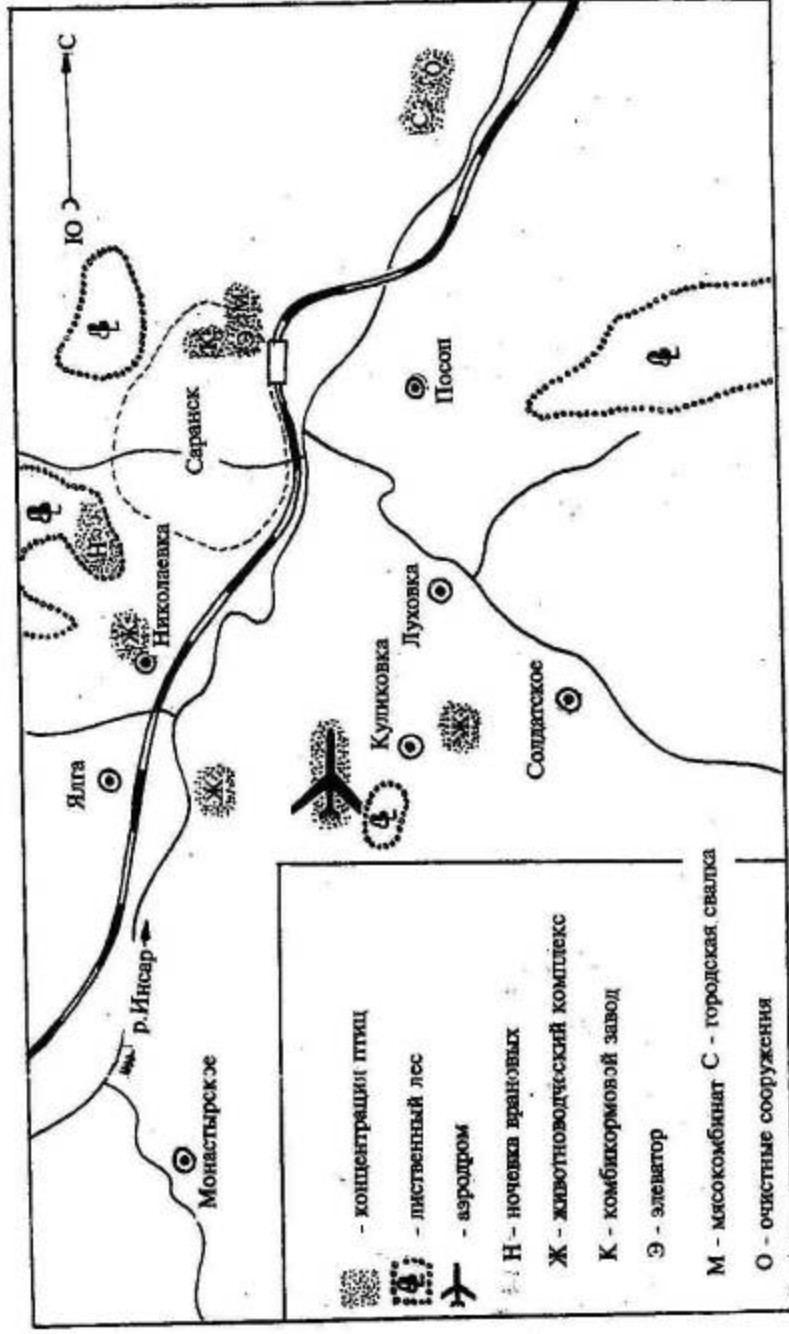 Ю
С
Саранск
К
Э
М
С
О
Н
Николаевка
Ж
Ялга
Ж
р.Инсар
Монастырское
Куликовка
Ж
Луховка
Солдатское
Посоп
- концентрации птиц
- лиственный лес
- аэродром
Н - ночевка врановых
Ж - животноводческий комплекс
К - комбикормовой завод
Э - элеватор
М - мясокомбинат С - городская свалка
О - очистные сооружения